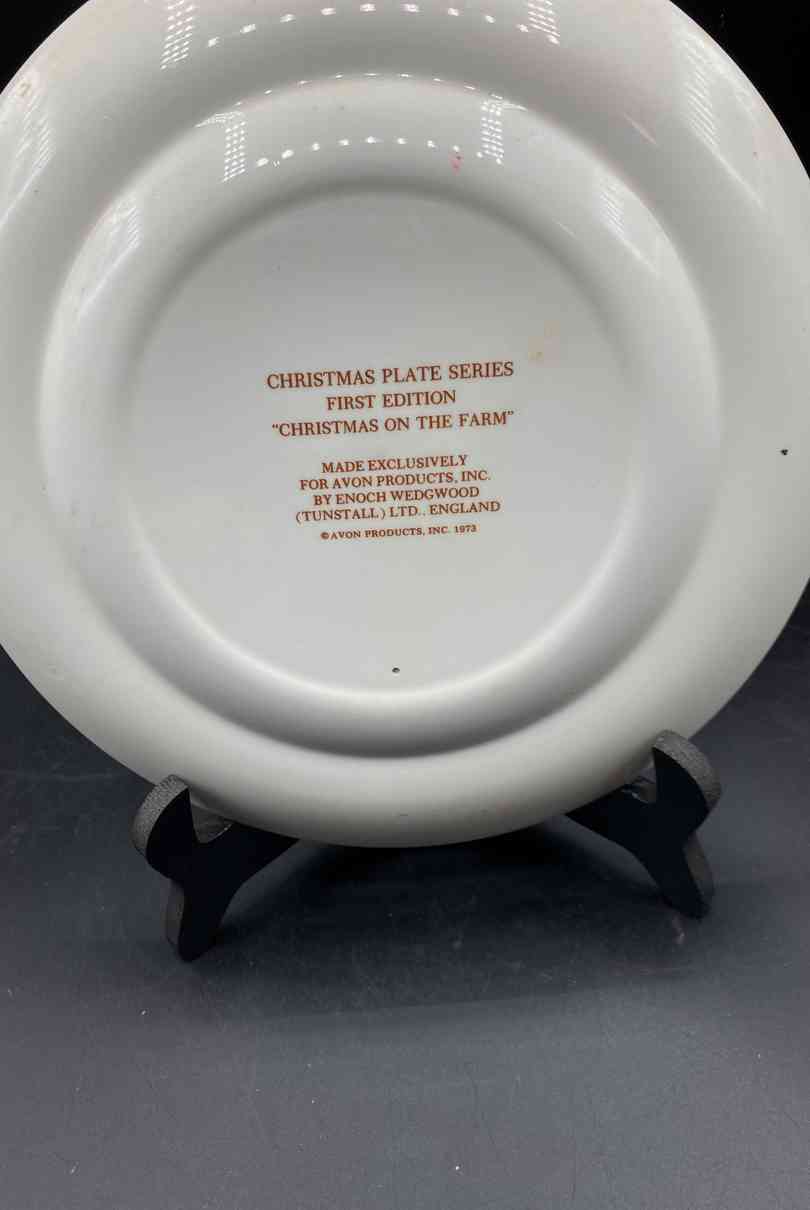 CHRISTMAS PLATE SERIES
FIRST EDITION
“CHRISTMAS ON THE FARM”
MADE EXCLUSIVELY
FOR AVON PRODUCTS, INC.
BY ENOCH WEDGWOOD
(TUNSTALL) LTD., ENGLAND
©AVON PRODUCTS, INC. 1973